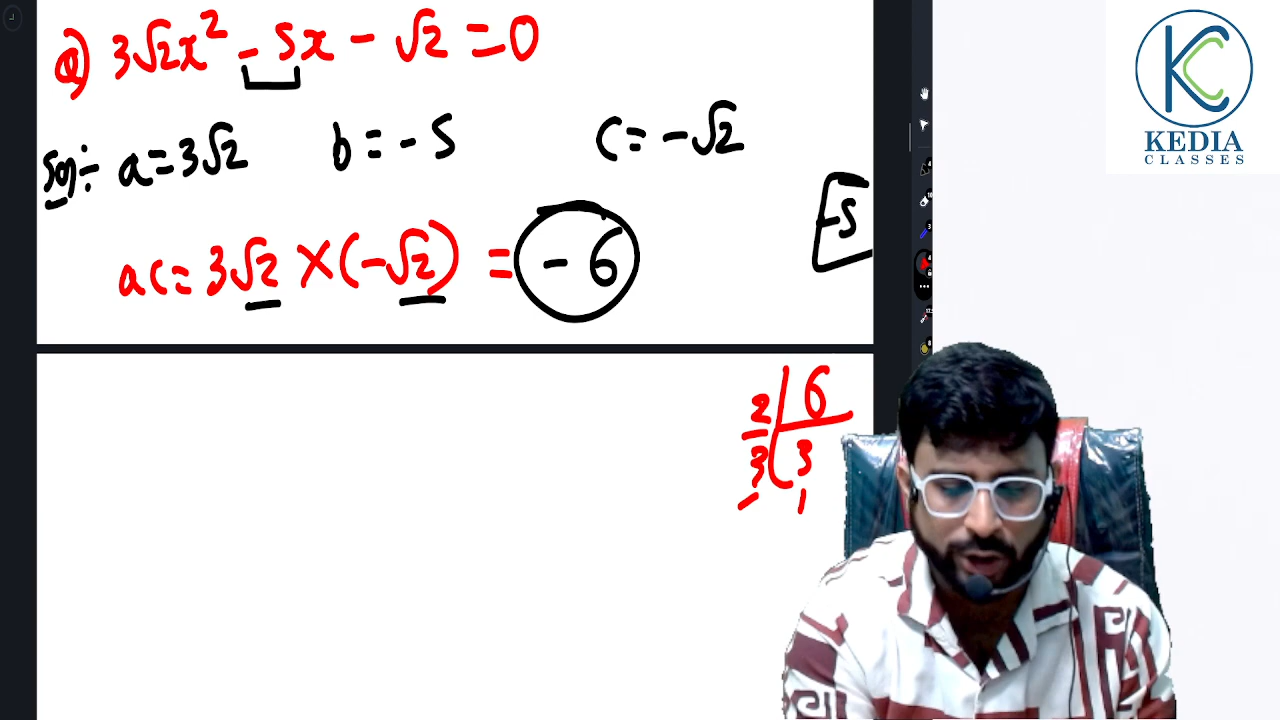 Q) 3√2x² - 5x - √2 = 0
Sol÷ a = 3√2 b = - 5 c = - √2
ac = 3√2 × (-√2) = - 6
-5
2 | 6
3 | 3
1
KC
KEDIA
CLASSES